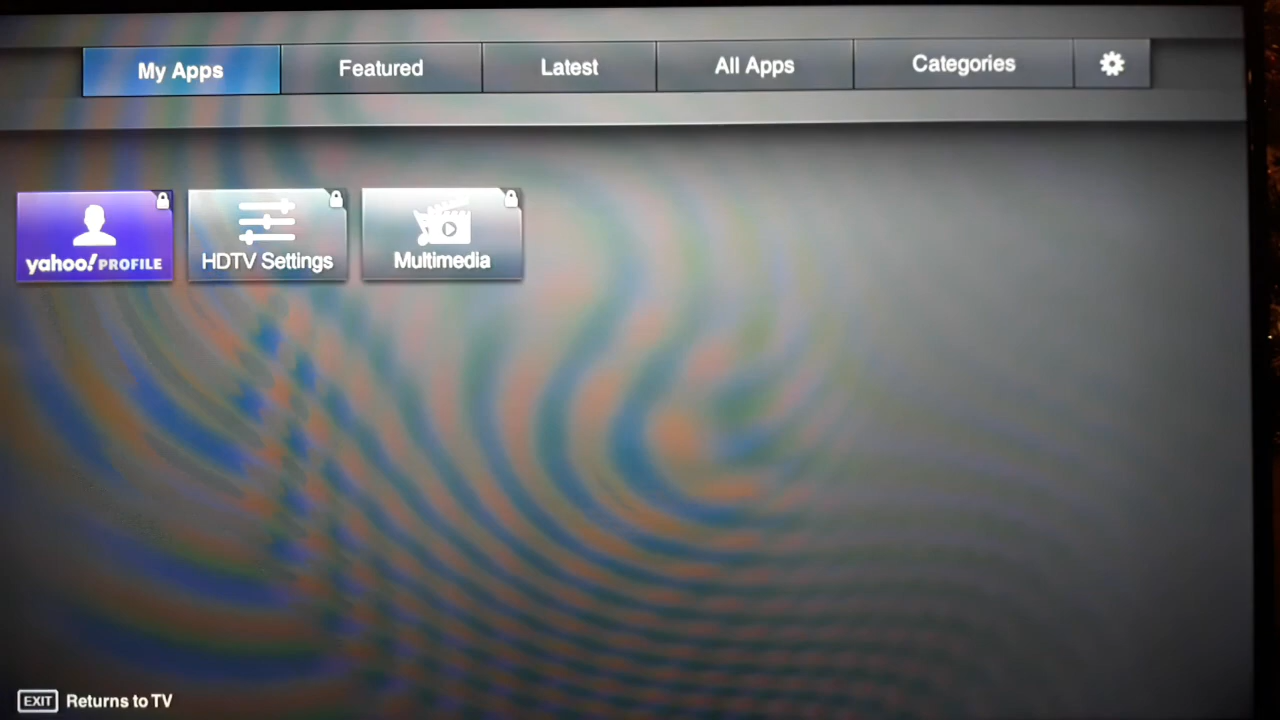 My Apps Featured Latest All Apps Categories
yahoo! PROFILE HDTV Settings Multimedia
EXIT Returns to TV